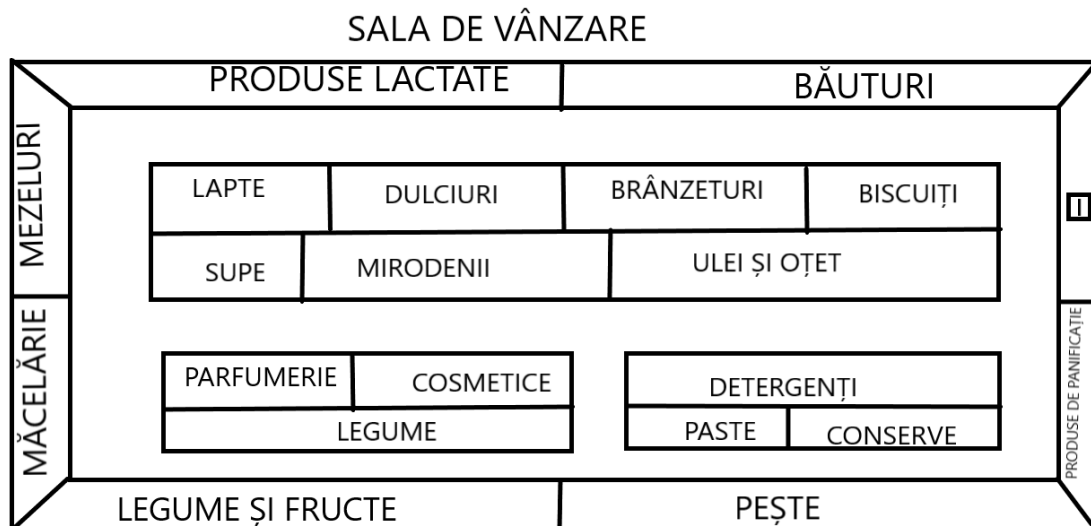 SALA DE VÂNZARE
PRODUSE LACTATE
BĂUTURI
MEZELURI
LAPTE
DULCIURI
BRÂNZETURI
BISCUIȚI
SUPE
MIRODENII
ULEI ȘI OȚET
MĂCELĂRIE
PARFUMERIE
COSMETICE
LEGUME
DETERGENȚI
PASTE
CONSERVE
PRODUSE DE PANIFICAȚIE
LEGUME ȘI FRUCTE
PEȘTE